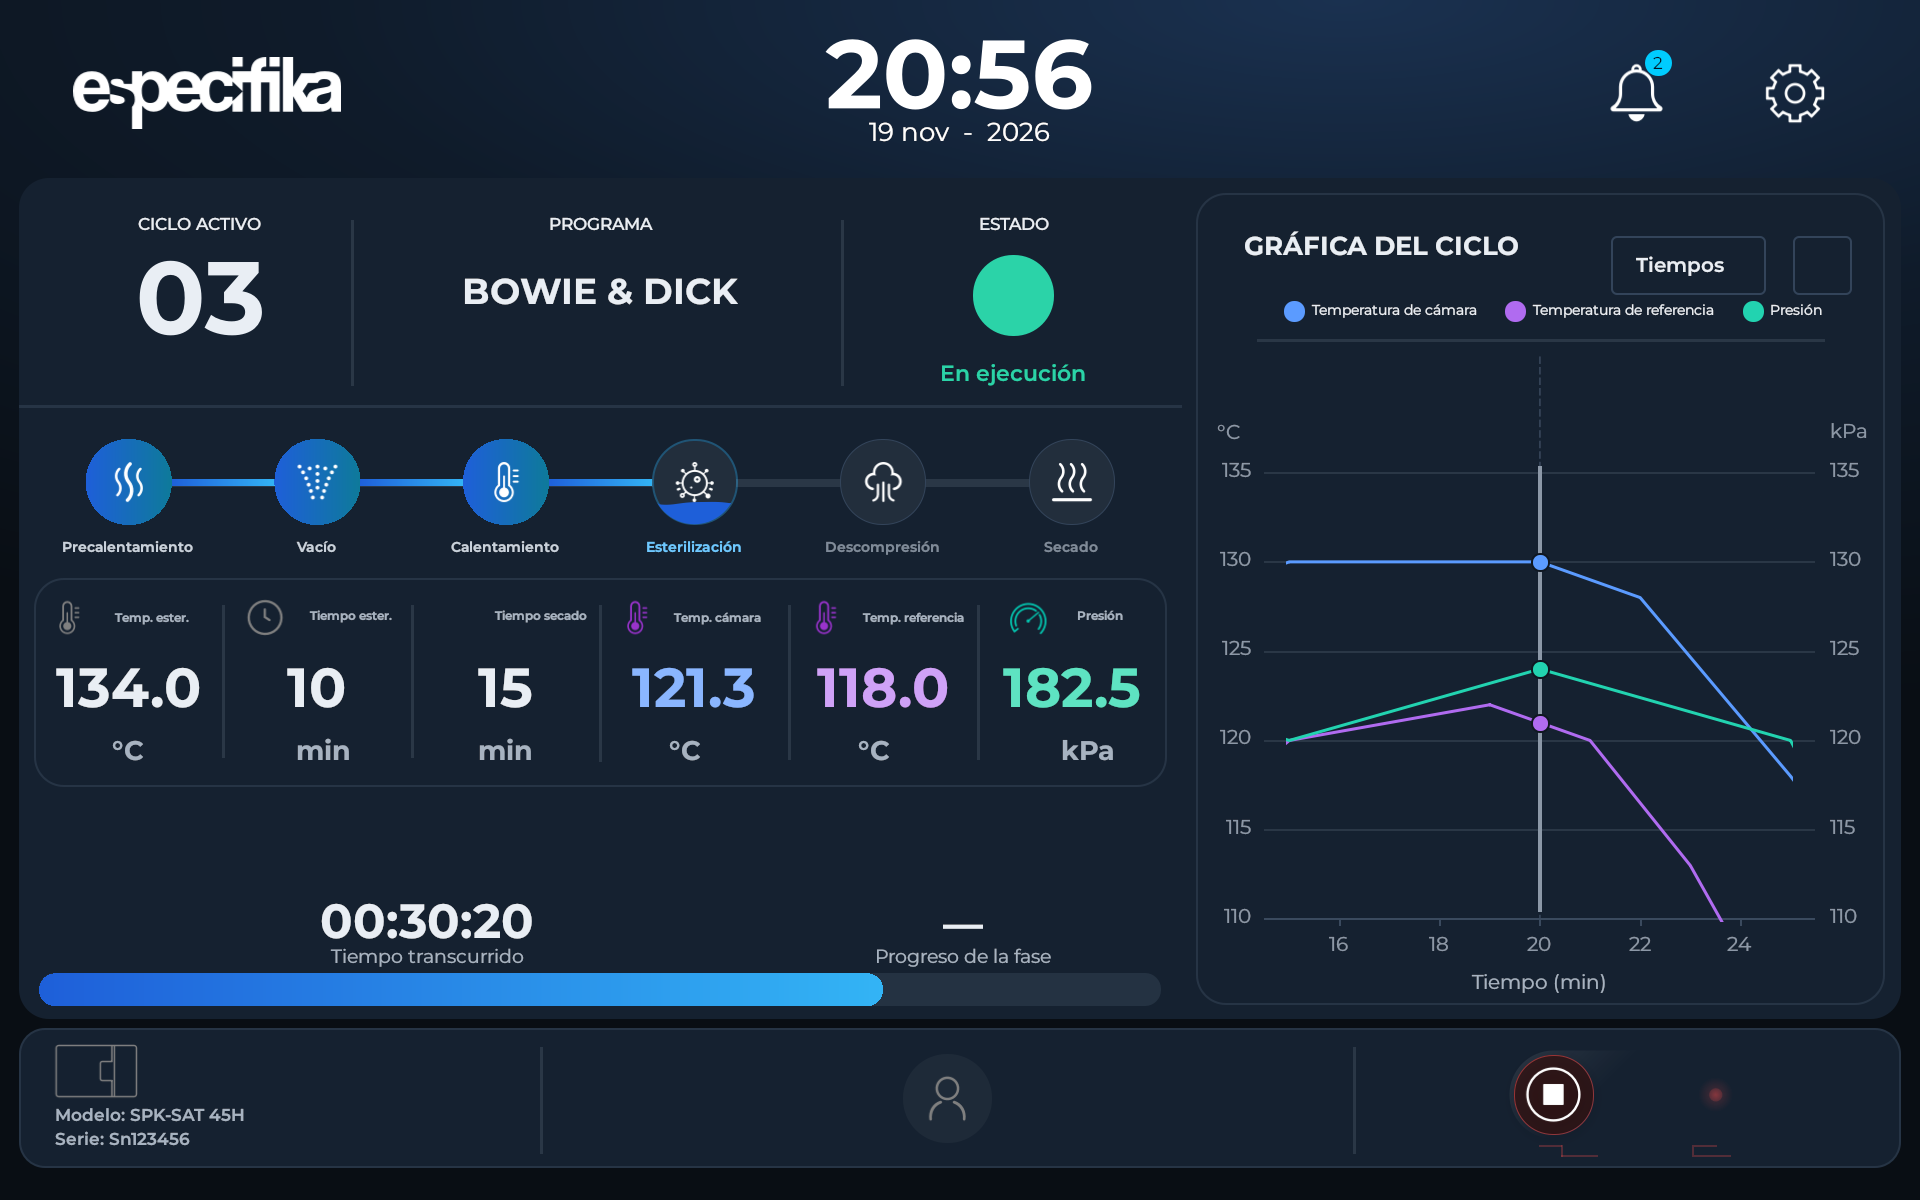 especifika
20:56
19 nov - 2026
2
CICLO ACTIVO
03
PROGRAMA
BOWIE & DICK
ESTADO
En ejecución
Precalentamiento
Vacío
Calentamiento
Esterilización
Descompresión
Secado
Temp. ester.
134.0
°C
Tiempo ester.
10
min
Tiempo secado
15
min
Temp. cámara
121.3
°C
Temp. referencia
118.0
°C
Presión
182.5
kPa
00:30:20
Tiempo transcurrido
—
Progreso de la fase
GRÁFICA DEL CICLO
Tiempos
Temperatura de cámara
Temperatura de referencia
Presión
°C
kPa
135
135
130
130
125
125
120
120
115
115
110
110
16
18
20
22
24
Tiempo (min)
Modelo: SPK-SAT 45H
Serie: Sn123456